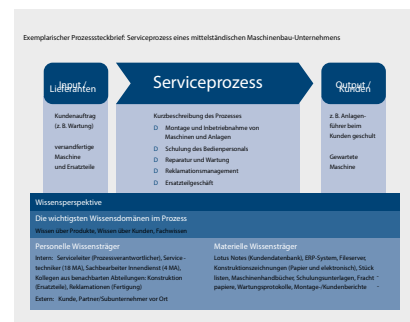 Exemplarischer Prozesssteckbrief: Serviceprozess eines mittelständischen Maschinenbau-Unternehmens
Input /
Lieferanten
Serviceprozess
Output /
Kunden
Kundenauftrag
(z. B. Wartung)
versandfertige
Maschine
und Ersatzteile
Kurzbeschreibung des Prozesses
D Montage und Inbetriebnahme von
Maschinen und Anlagen
D Schulung des Bedienpersonals
D Reparatur und Wartung
D Reklamationsmanagement
D Ersatzteilgeschäft
z. B. Anlagen-
führer beim
Kunden geschult
Gewartete
Maschine
Wissensperspektive
Die wichtigsten Wissensdomänen im Prozess
Wissen über Produkte, Wissen über Kunden, Fachwissen
Personelle Wissensträger
Intern: Serviceleiter (Prozessverantwortlicher), Service-
techniker (18 MA), Sachbearbeiter Innendienst (4 MA),
Kollegen aus benachbarten Abteilungen: Konstruktion
(Ersatzteile), Reklamationen (Fertigung)
Extern: Kunde, Partner/Subunternehmer vor Ort
Materielle Wissensträger
Lotus Notes (Kundendatenbank), ERP-System, Fileserver,
Konstruktionszeichnungen (Papier und elektronisch), Stück
listen, Maschinenhandbücher, Schulungsunterlagen, Fracht -
papiere, Wartungsprotokolle, Montage-/Kundenberichte